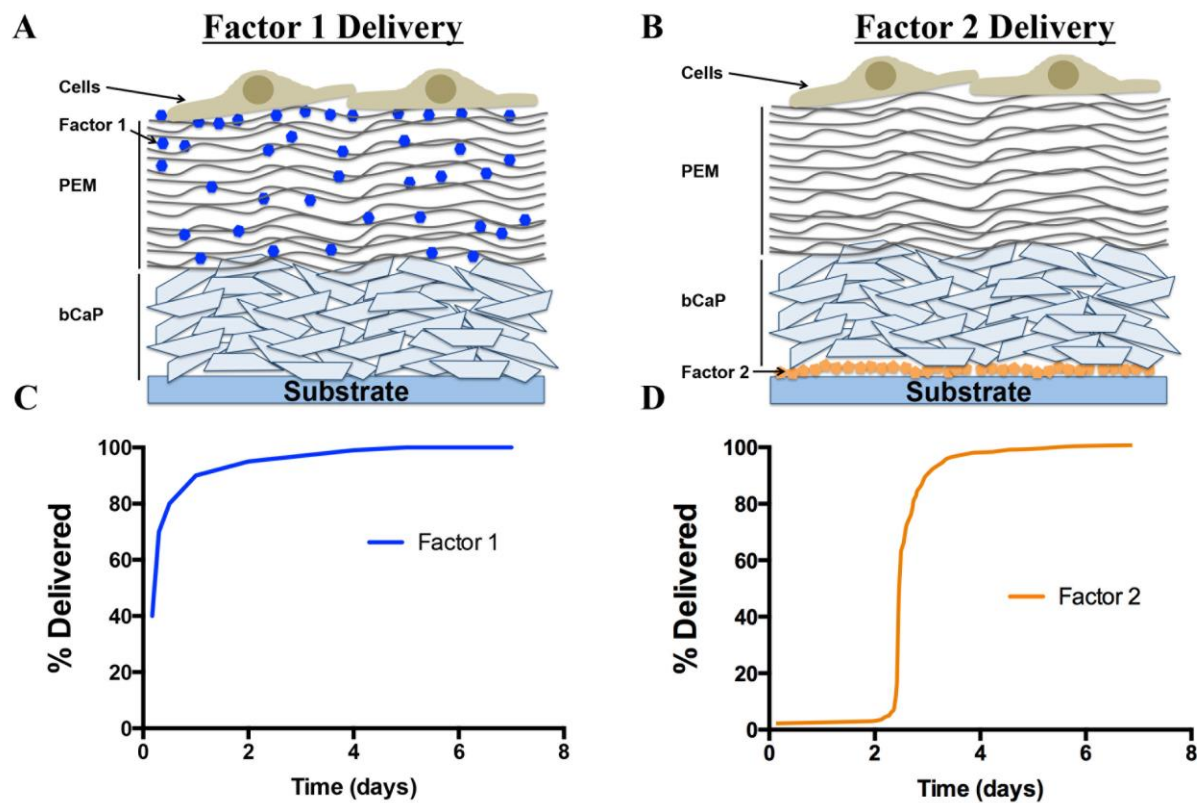 A
Factor 1 Delivery
Cells
Factor 1
PEM
bCaP
Substrate
B
Factor 2 Delivery
Cells
PEM
bCaP
Factor 2
Substrate
C
100
80
60
40
20
0
% Delivered
Factor 1
0 2 4 6 8
Time (days)
D
100
80
60
40
20
0
% Delivered
Factor 2
0 2 4 6 8
Time (days)